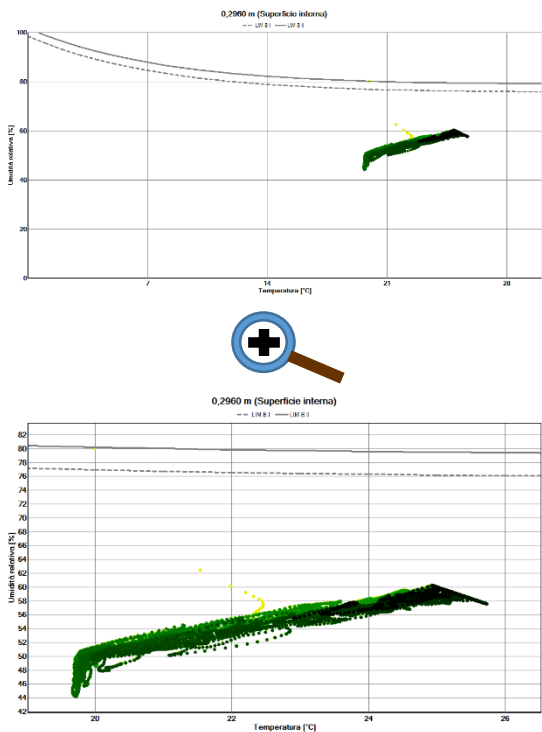 0,2960 m (Superficie interna)
LIM B I LIM B II
100
80
60
40
20
0
Umidità relativa [%]
7 14 21 28
Temperatura [°C]
0,2960 m (Superficie interna)
LIM B I LIM B II
82
80
78
76
74
72
70
68
66
64
62
60
58
56
54
52
50
48
46
44
42
Umidità relativa [%]
20 22 24 26
Temperatura [°C]